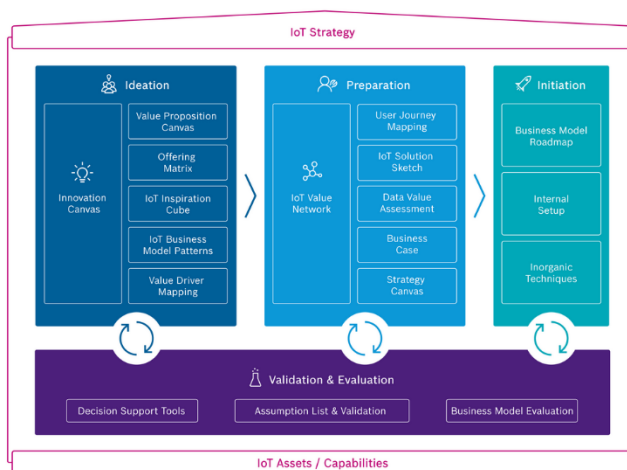 IoT Strategy
Ideation
Innovation
Canvas
Value Proposition
Canvas
Offering
Matrix
IoT Inspiration
Cube
IoT Business
Model Patterns
Value Driver
Mapping
Preparation
IoT Value
Network
User Journey
Mapping
IoT Solution
Sketch
Data Value
Assessment
Business
Case
Strategy
Canvas
Initiation
Business Model
Roadmap
Internal
Setup
Inorganic
Techniques
Validation & Evaluation
Decision Support Tools
Assumption List & Validation
Business Model Evaluation
IoT Assets / Capabilities